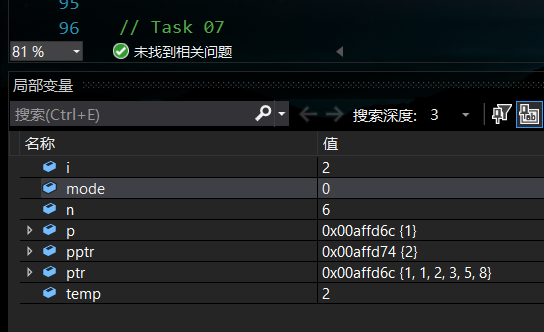 95
96 // Task 07
81 % 未找到相关问题
局部变量
搜索(Ctrl+E) 搜索深度: 3
名称 值
i 2
mode 0
n 6
p 0x00affd6c {1}
pptr 0x00affd74 {2}
ptr 0x00affd6c {1, 1, 2, 3, 5, 8}
temp 2